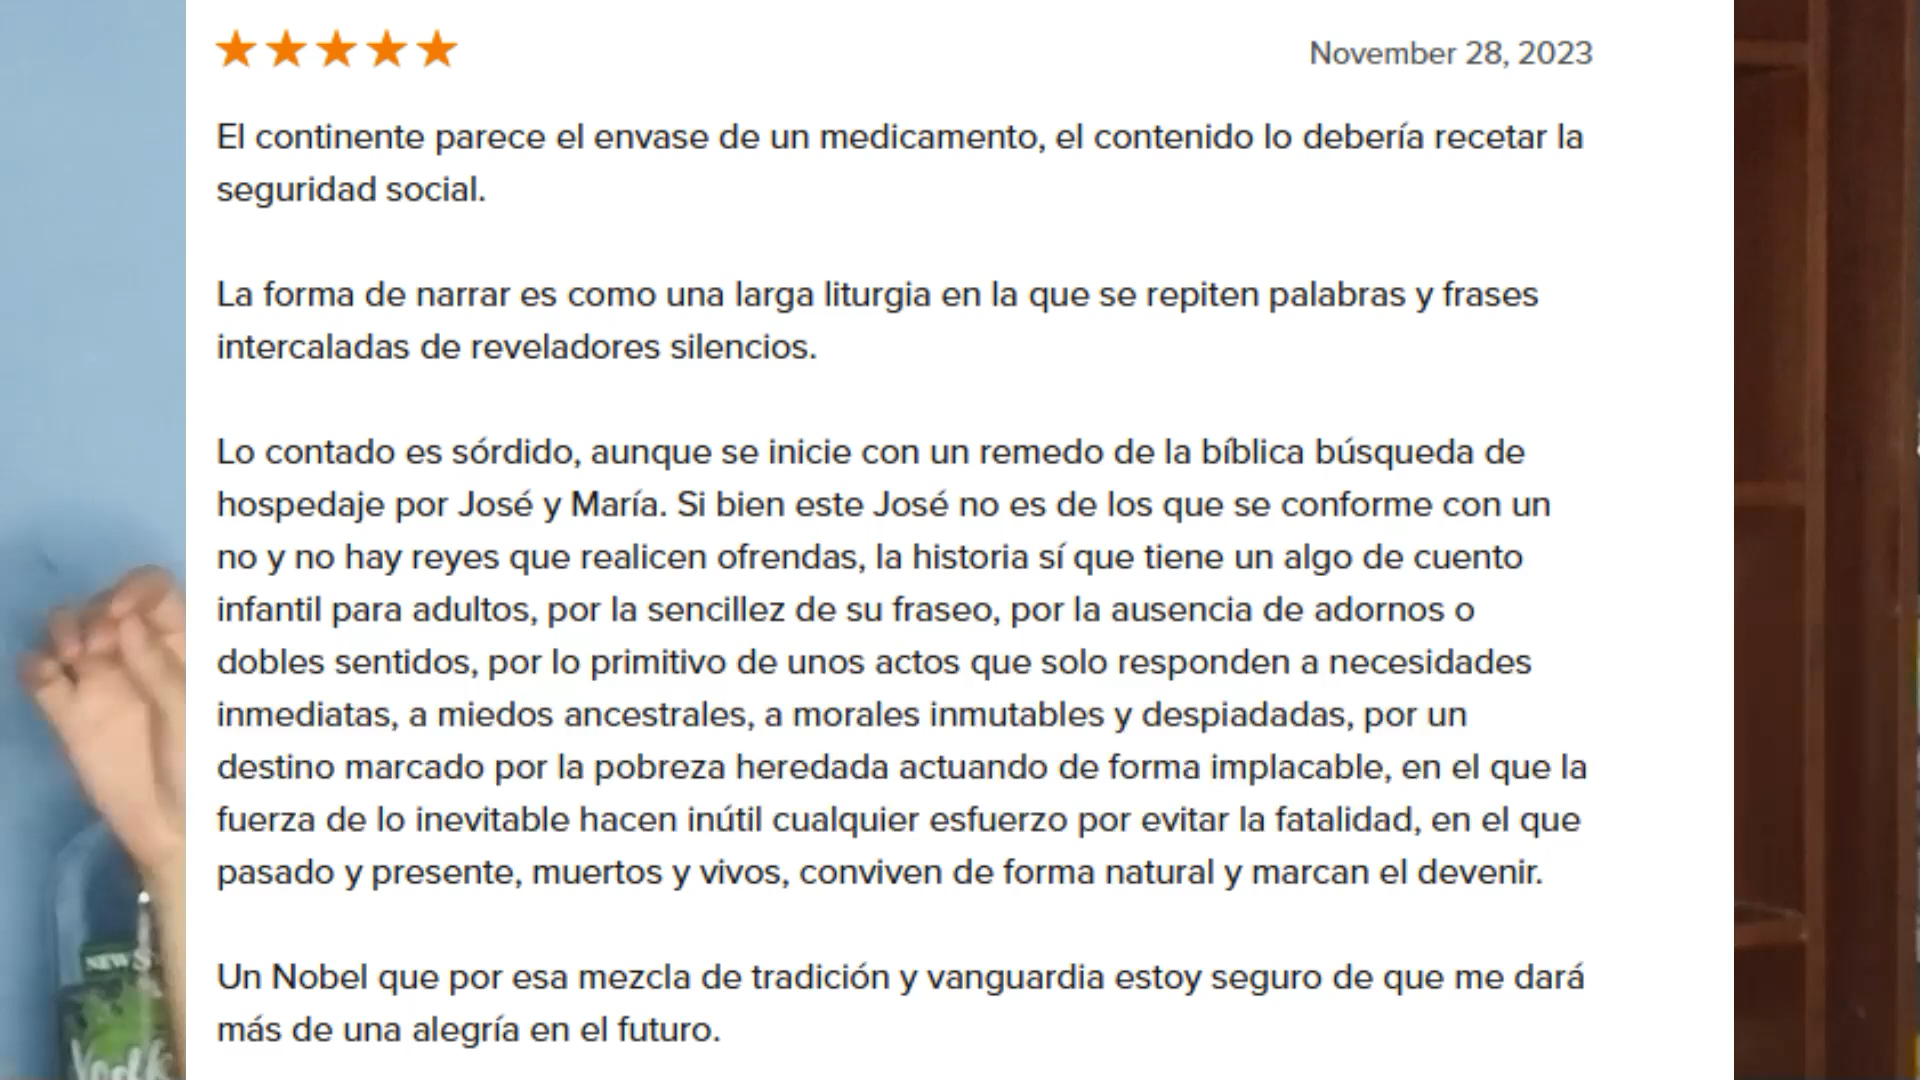 November 28, 2023
El continente parece el envase de un medicamento, el contenido lo debería recetar la
seguridad social.
La forma de narrar es como una larga liturgia en la que se repiten palabras y frases
intercaladas de reveladores silencios.
Lo contado es sórdido, aunque se inicie con un remedo de la bíblica búsqueda de
hospedaje por José y María. Si bien este José no es de los que se conforme con un
no y no hay reyes que realicen ofrendas, la historia sí que tiene un algo de cuento
infantil para adultos, por la sencillez de su fraseo, por la ausencia de adornos o
dobles sentidos, por lo primitivo de unos actos que solo responden a necesidades
inmediatas, a miedos ancestrales, a morales inmutables y despiadadas, por un
destino marcado por la pobreza heredada actuando de forma implacable, en el que la
fuerza de lo inevitable hacen inútil cualquier esfuerzo por evitar la fatalidad, en el que
pasado y presente, muertos y vivos, conviven de forma natural y marcan el devenir.
Un Nobel que por esa mezcla de tradición y vanguardia estoy seguro de que me dará
más de una alegría en el futuro.
NEW